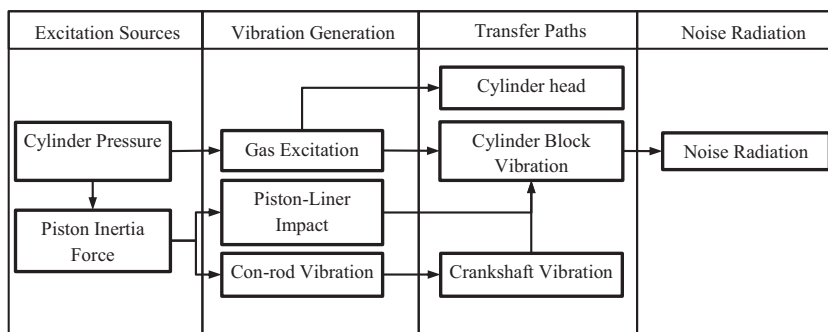 Excitation Sources
Vibration Generation
Transfer Paths
Noise Radiation
Cylinder head
Cylinder Pressure
Gas Excitation
Cylinder Block
Vibration
Noise Radiation
Piston-Liner
Impact
Piston Inertia
Force
Con-rod Vibration
Crankshaft Vibration